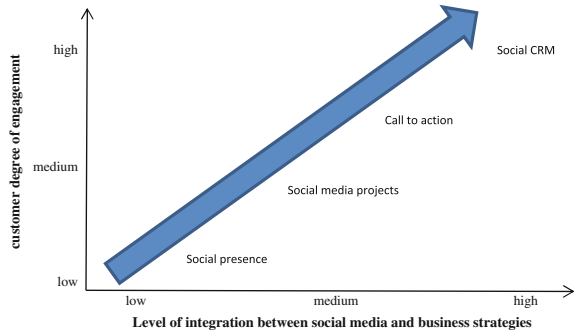 high
Social CRM
Call to action
customer degree of engagement
medium
Social media projects
Social presence
low
low medium high
Level of integration between social media and business strategies